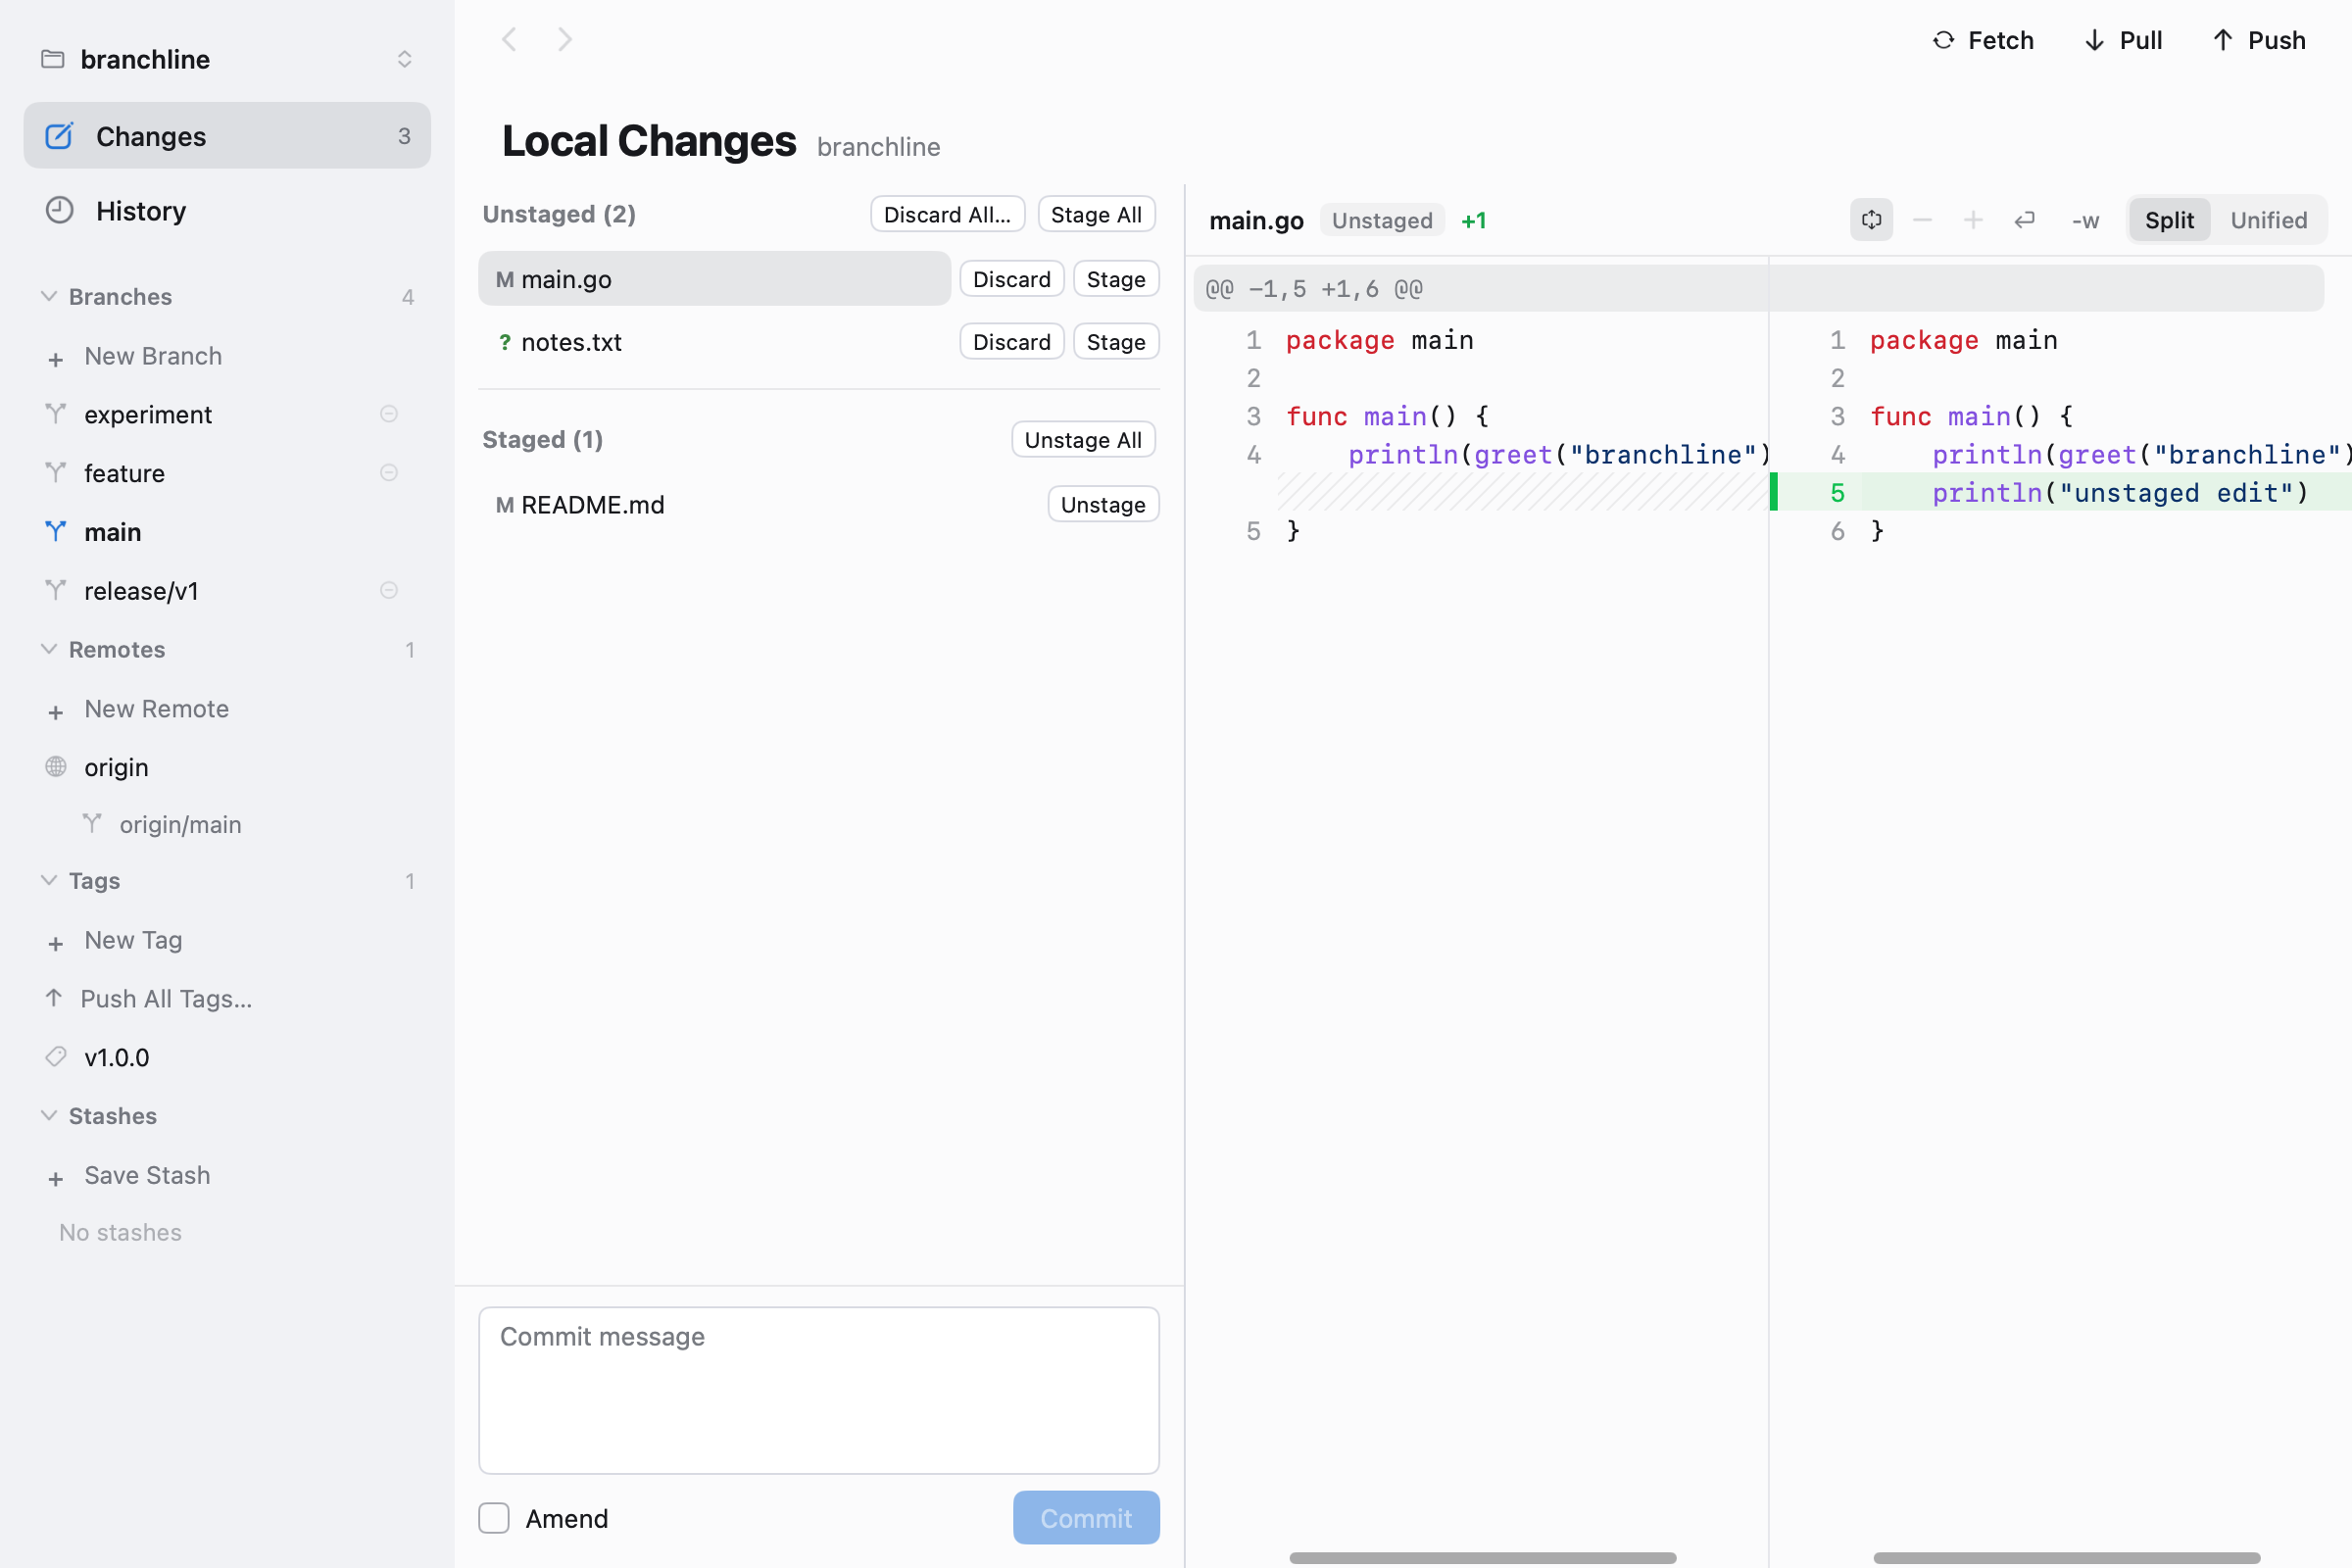 branchline
Changes 3
History
Branches 4
New Branch
experiment
feature
main
release/v1
Remotes 1
New Remote
origin
origin/main
Tags 1
New Tag
Push All Tags...
v1.0.0
Stashes
Save Stash
No stashes
Fetch Pull Push
Local Changes branchline
Unstaged (2) Discard All... Stage All
M main.go Discard Stage
? notes.txt Discard Stage
Staged (1) Unstage All
M README.md Unstage
Commit message
Amend Commit
main.go Unstaged +1 -w Split Unified
@@ −1,5 +1,6 @@
1 package main
2
3 func main() {
4 println(greet("branchline")
5 }
1 package main
2
3 func main() {
4 println(greet("branchline")
5 println("unstaged edit")
6 }